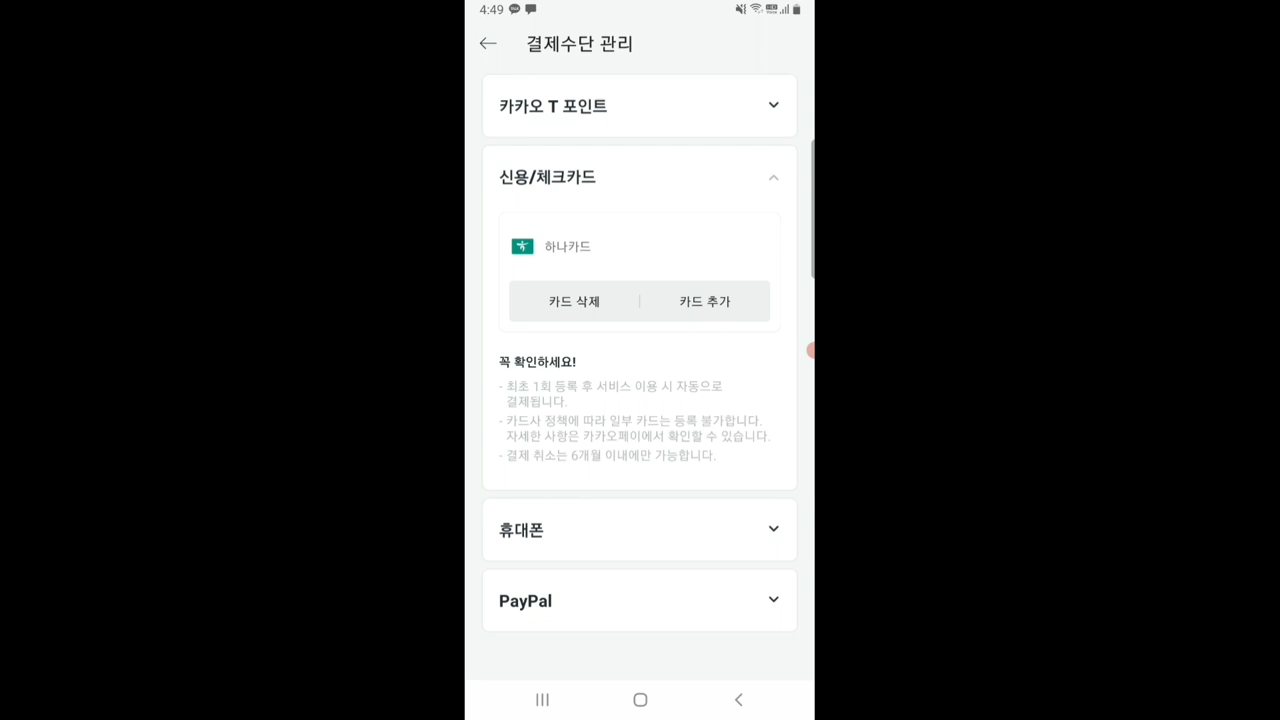 4:49
결제수단 관리
카카오 T 포인트
신용/체크카드
하나카드
카드 삭제 카드 추가
꼭 확인하세요!
- 최초 1회 등록 후 서비스 이용 시 자동으로
결제됩니다.
- 카드사 정책에 따라 일부 카드는 등록 불가합니다.
자세한 사항은 카카오페이에서 확인할 수 있습니다.
- 결제 취소는 6개월 이내에만 가능합니다.
휴대폰
PayPal